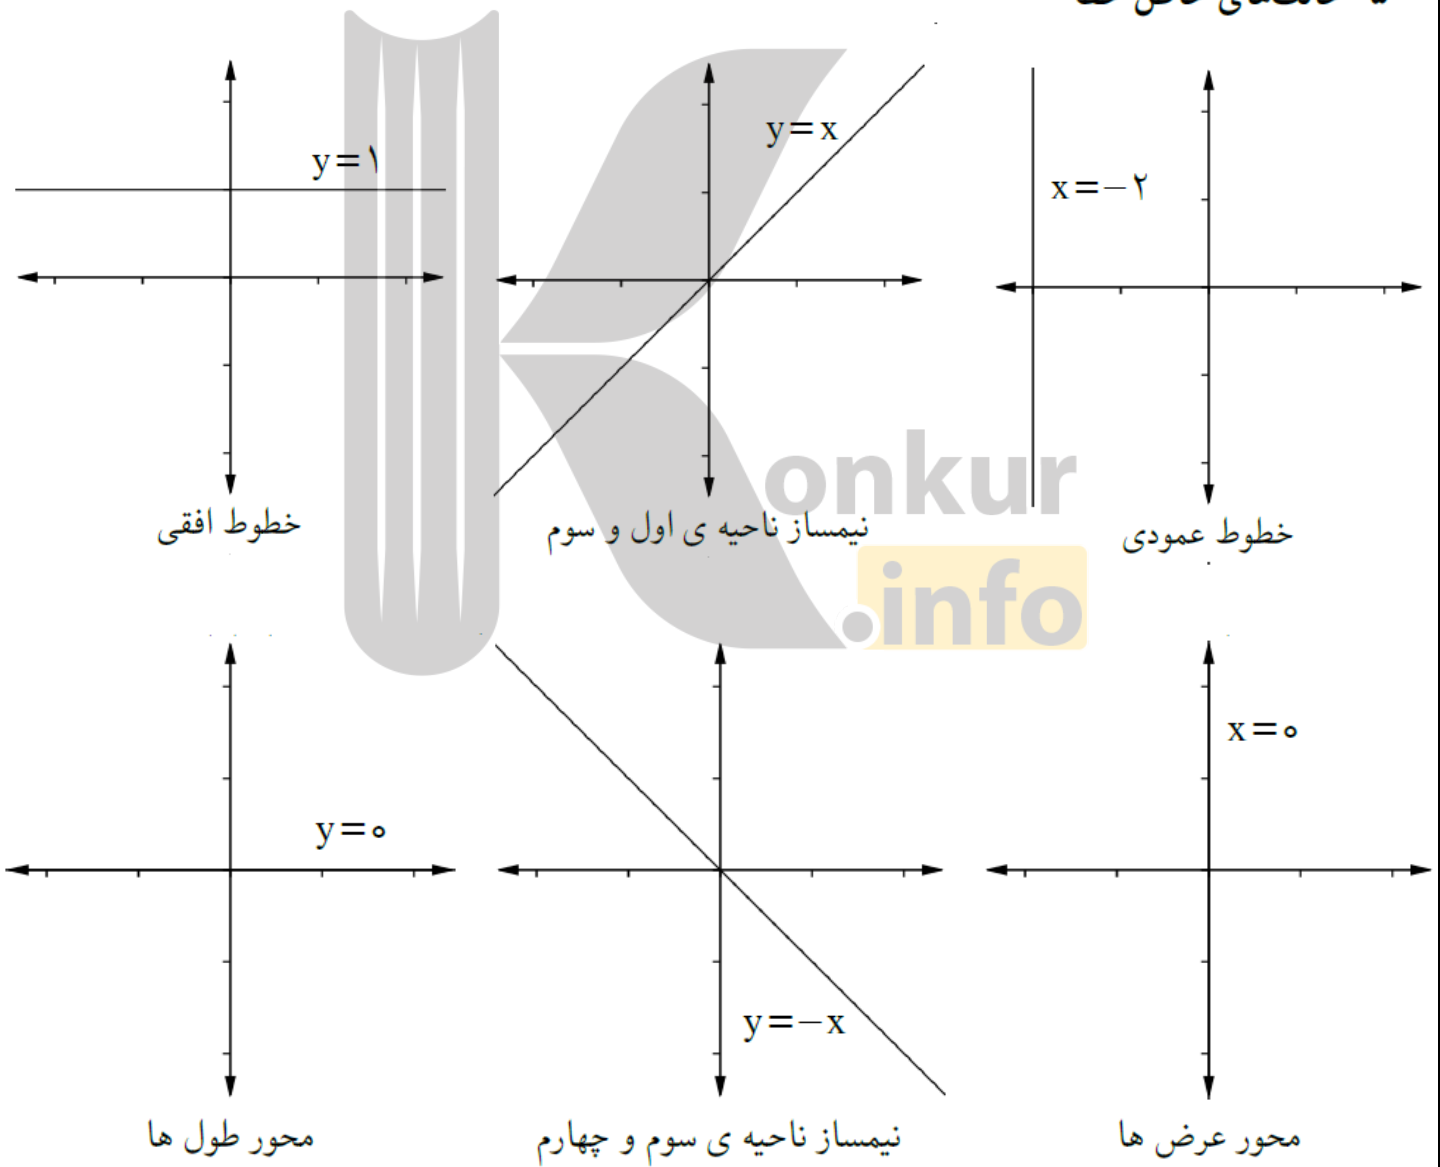 x=−۲
y=x
y=۱
خطوط عمودی
نیمساز ناحیه ی اول و سوم
خطوط افقی
onkur
.info
x=۰
y=۰
y=−x
محور عرض ها
نیمساز ناحیه ی سوم و چهارم
محور طول ها